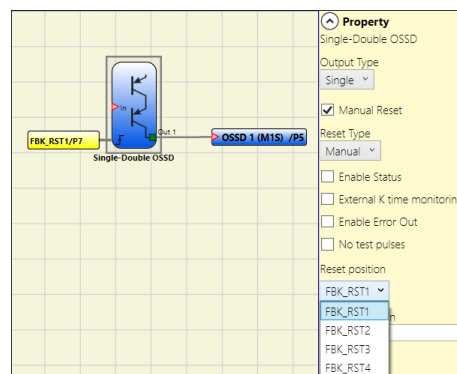 In
Out 1
FBK_RST1/P7
OSSD 1 (M1S) /P5
Single-Double OSSD
Property
Single-Double OSSD
Output Type
Single
Manual Reset
Reset Type
Manual
Enable Status
External K time monitorin
Enable Error Out
No test pulses
Reset position
FBK_RST1
FBK_RST1
FBK_RST2
FBK_RST3
FBK_RST4